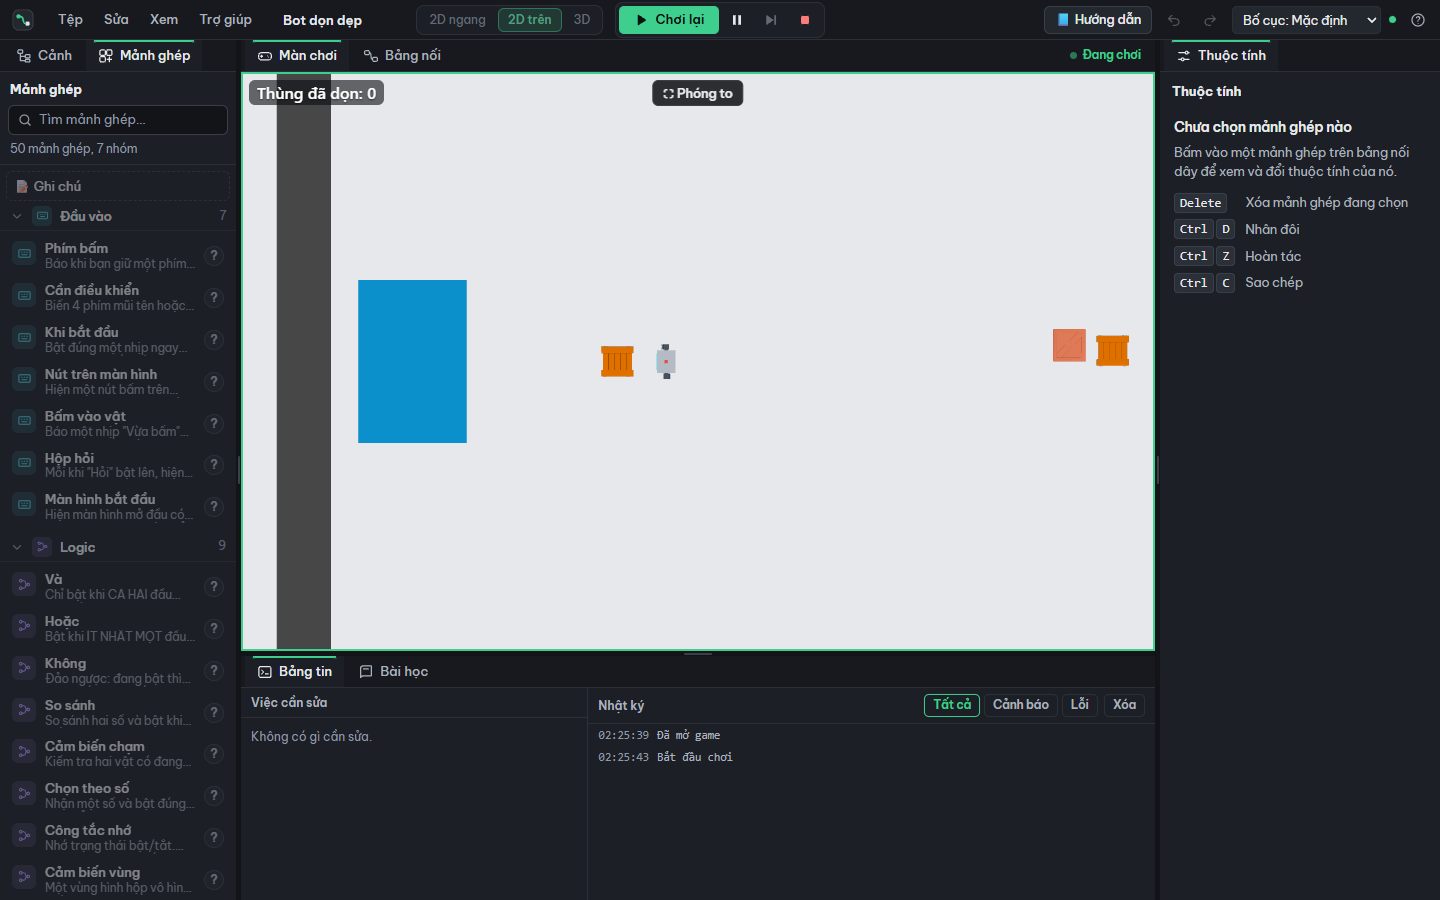 Tệp Sửa Xem Trợ giúp Bot dọn dẹp 2D ngang 2D trên 3D Chơi lại Hướng dẫn Bố cục: Mặc định
Cảnh Mảnh ghép Màn chơi Bảng nối Đang chơi Thuộc tính
Mảnh ghép
Tìm mảnh ghép...
50 mảnh ghép, 7 nhóm
Ghi chú
Đầu vào 7
Phím bấm
Báo khi bạn giữ một phím...
Cần điều khiển
Biến 4 phím mũi tên hoặc...
Khi bắt đầu
Bật đúng một nhịp ngay...
Nút trên màn hình
Hiện một nút bấm trên...
Bấm vào vật
Báo một nhịp "Vừa bấm"...
Hộp hỏi
Mỗi khi "Hỏi" bật lên, hiện...
Màn hình bắt đầu
Hiện màn hình mở đầu có...
Logic 9
Và
Chỉ bật khi CẢ HAI đầu...
Hoặc
Bật khi ÍT NHẤT MỘT đầu...
Không
Đảo ngược: đang bật thì...
So sánh
So sánh hai số và bật khi...
Cảm biến chạm
Kiểm tra hai vật có đang...
Chọn theo số
Nhận một số và bật đúng...
Công tắc nhớ
Nhớ trạng thái bật/tắt....
Cảm biến vùng
Một vùng hình hộp vô hìn...
Thùng đã dọn: 0
Phóng to
Bảng tin Bài học
Việc cần sửa
Không có gì cần sửa.
Nhật ký Tất cả Cảnh báo Lỗi Xóa
02:25:39 Đã mở game
02:25:43 Bắt đầu chơi
Thuộc tính
Chưa chọn mảnh ghép nào
Bấm vào một mảnh ghép trên bảng nối
dây để xem và đổi thuộc tính của nó.
Delete Xóa mảnh ghép đang chọn
Ctrl D Nhân đôi
Ctrl Z Hoàn tác
Ctrl C Sao chép